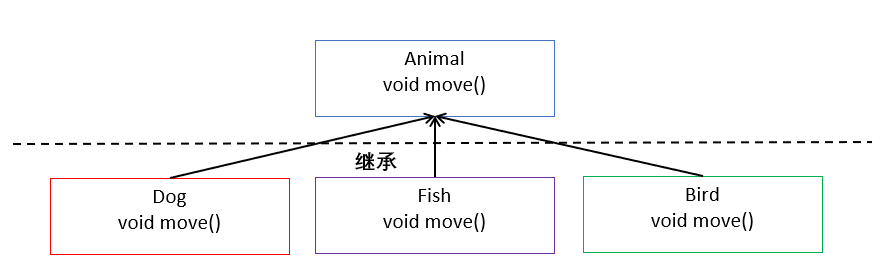 Animal
void move()
继承
Dog
void move()
Fish
void move()
Bird
void move()